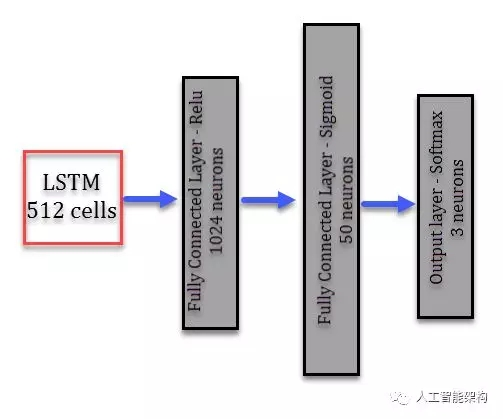 LSTM
512 cells
Fully Connected Layer - Relu
1024 neurons
Fully Connected Layer - Sigmoid
50 neurons
Output layer - Softmax
3 neurons
人工智能架构